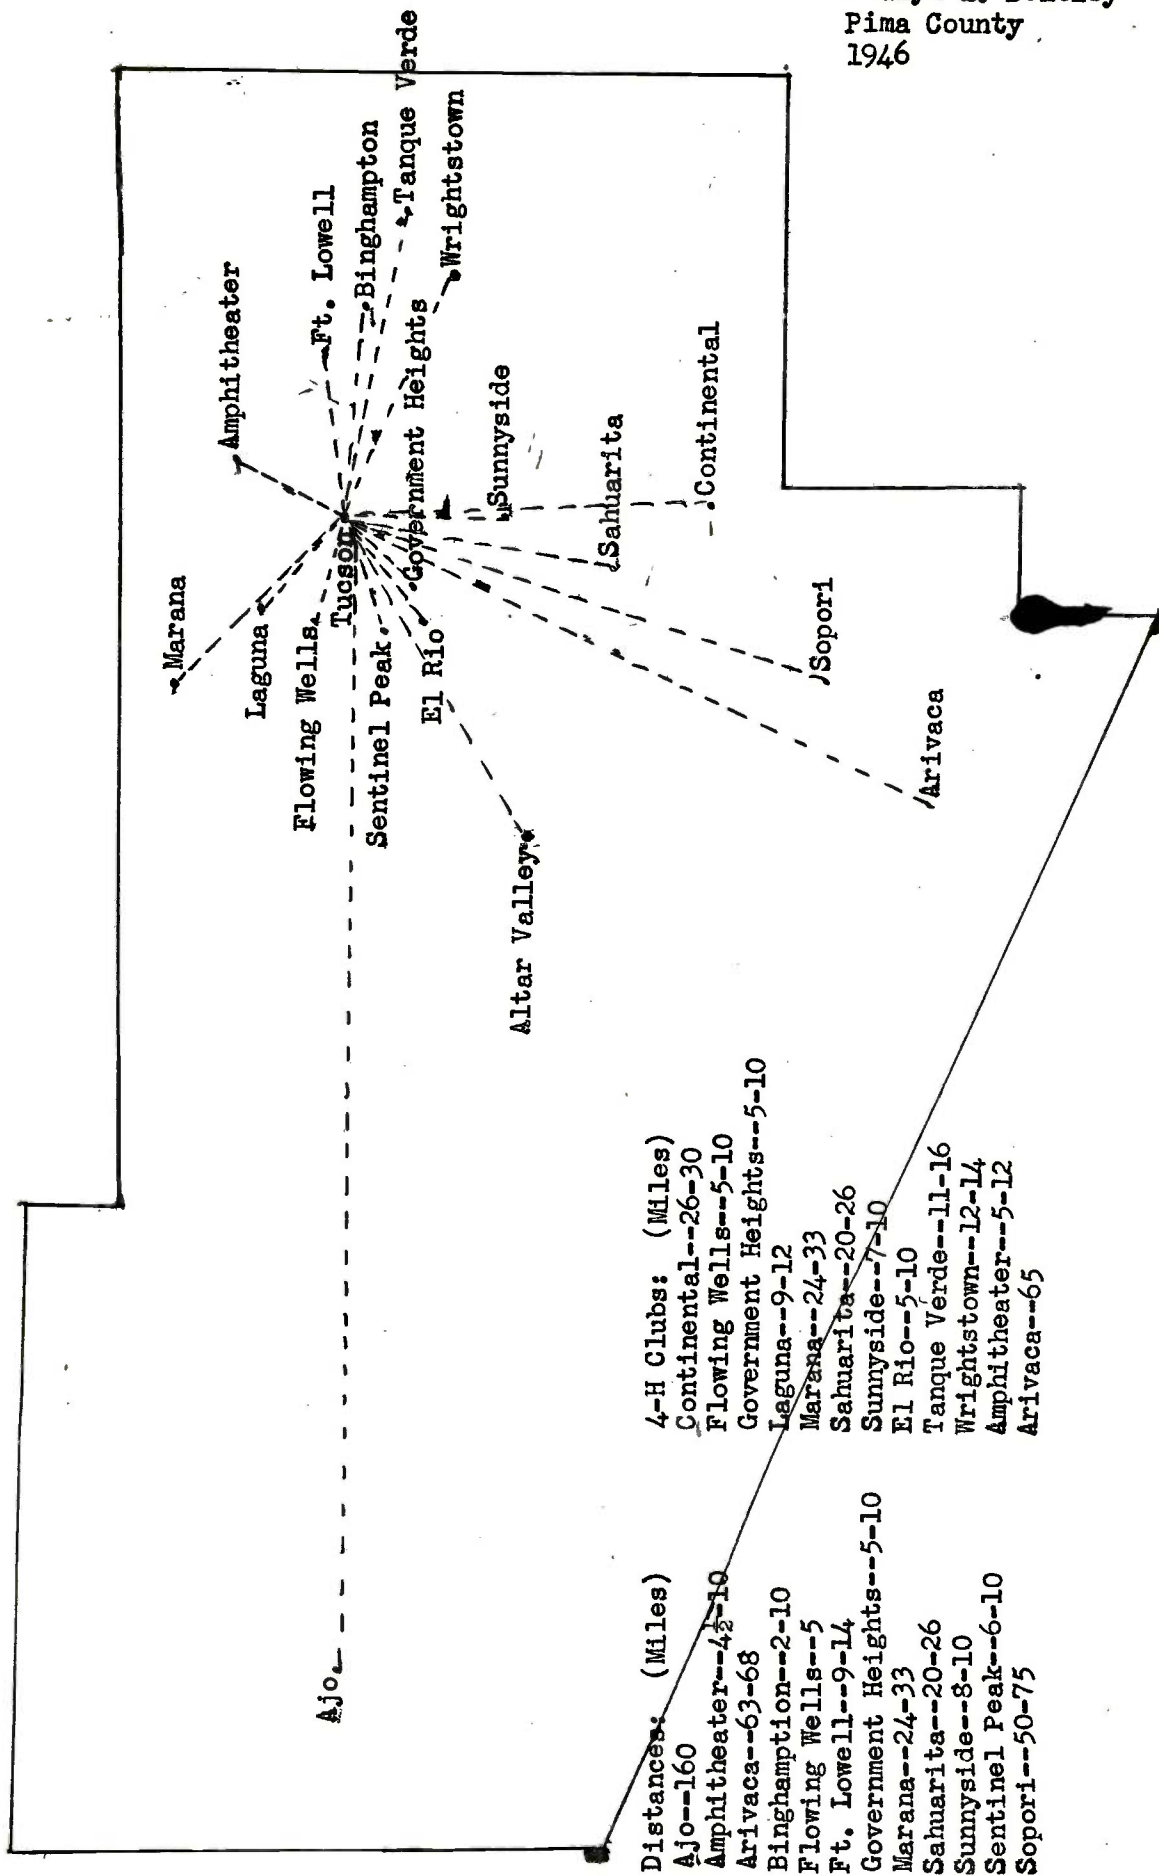 Pima County
1946
Marana
Amphitheater
Laguna
Ft. Lowell
Flowing Wells
Tucson
Binghampton
Tanque Verde
Sentinel Peak
Government Heights
Wrightstown
El Rio
Sunnyside
Altar Valley
Sahuarita
Continental
Sopori
Arivaca
Ajo
Distances: (Miles)
Ajo--160
Amphitheater--4½-10
Arivaca--63-68
Binghamption--2-10
Flowing Wells--5
Ft. Lowell--9-14
Government Heights--5-10
Marana--24-33
Sahuarita--20-26
Sunnyside--8-10
Sentinel Peak--6-10
Sopori--50-75
4-H Clubs: (Miles)
Continental--26-30
Flowing Wells--5-10
Government Heights--5-10
Laguna--9-12
Marana--24-33
Sahuarita--20-26
Sunnyside--7-10
El Rio--5-10
Tanque Verde--11-16
Wrightstown--12-14
Amphitheater--5-12
Arivaca--65